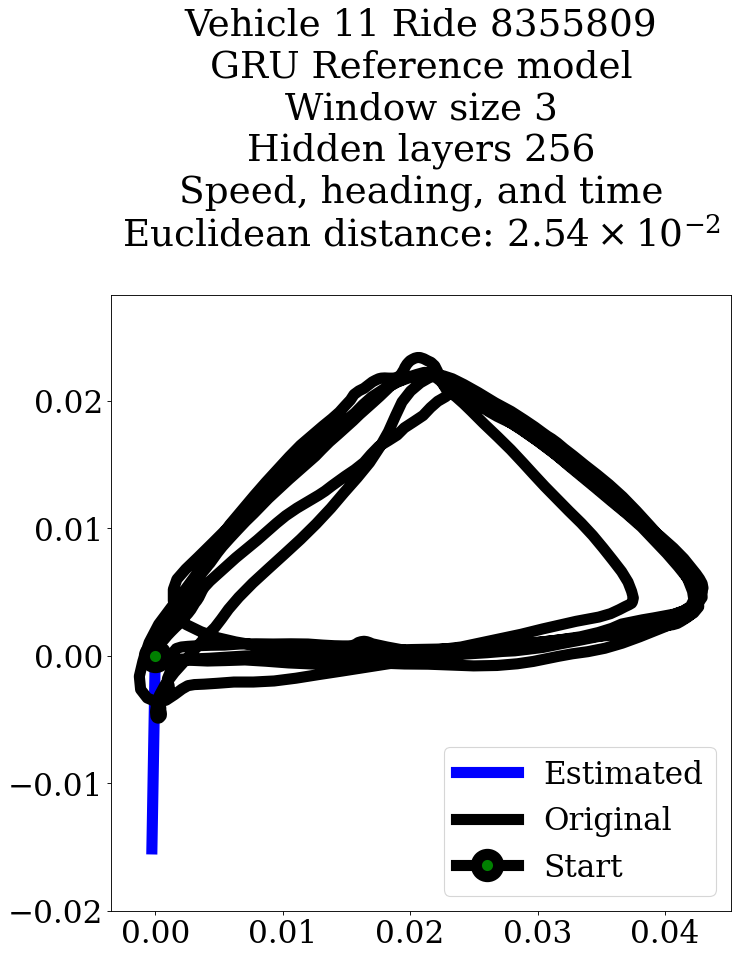 Vehicle 11 Ride 8355809
GRU Reference model
Window size 3
Hidden layers 256
Speed, heading, and time
Euclidean distance: 2.54 × 10⁻²
0.02
0.01
0.00
−0.01
−0.02
Estimated
Original
Start
0.00 0.01 0.02 0.03 0.04